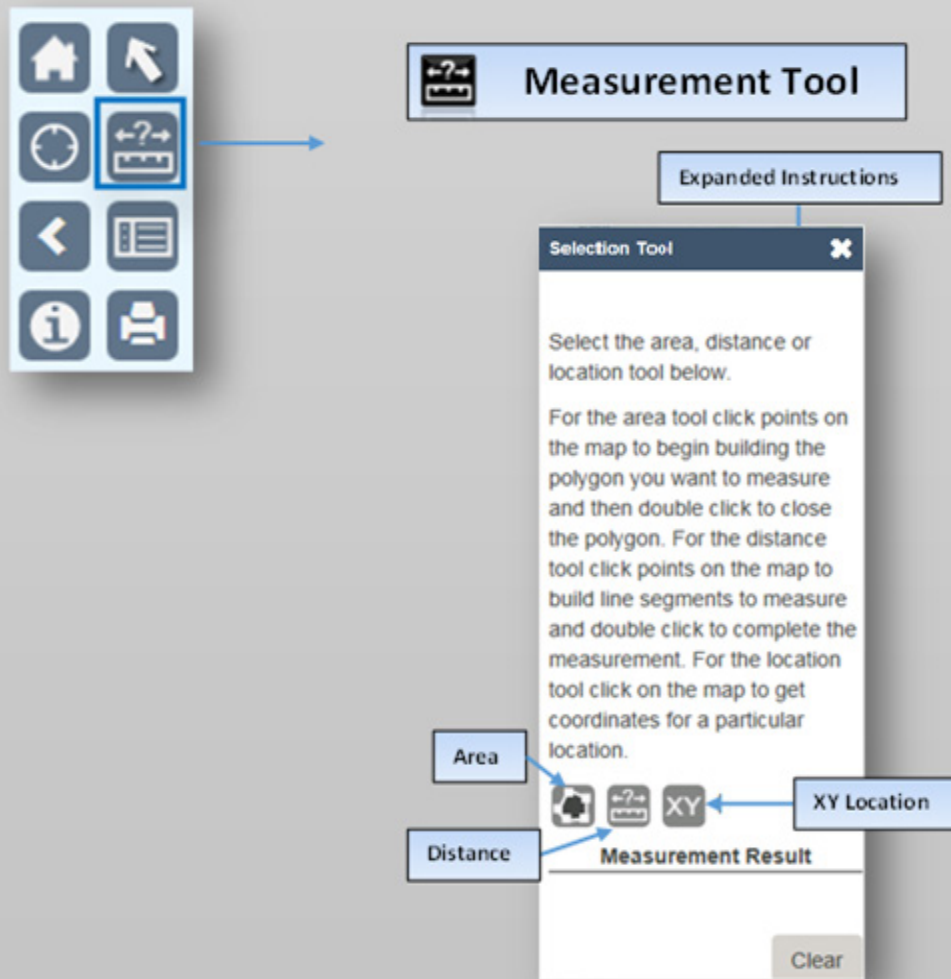 Measurement Tool
Expanded Instructions
Selection Tool
Select the area, distance or
location tool below.
For the area tool click points on
the map to begin building the
polygon you want to measure
and then double click to close
the polygon. For the distance
tool click points on the map to
build line segments to measure
and double click to complete the
measurement. For the location
tool click on the map to get
coordinates for a particular
location.
Area
XY
XY Location
Distance
Measurement Result
Clear